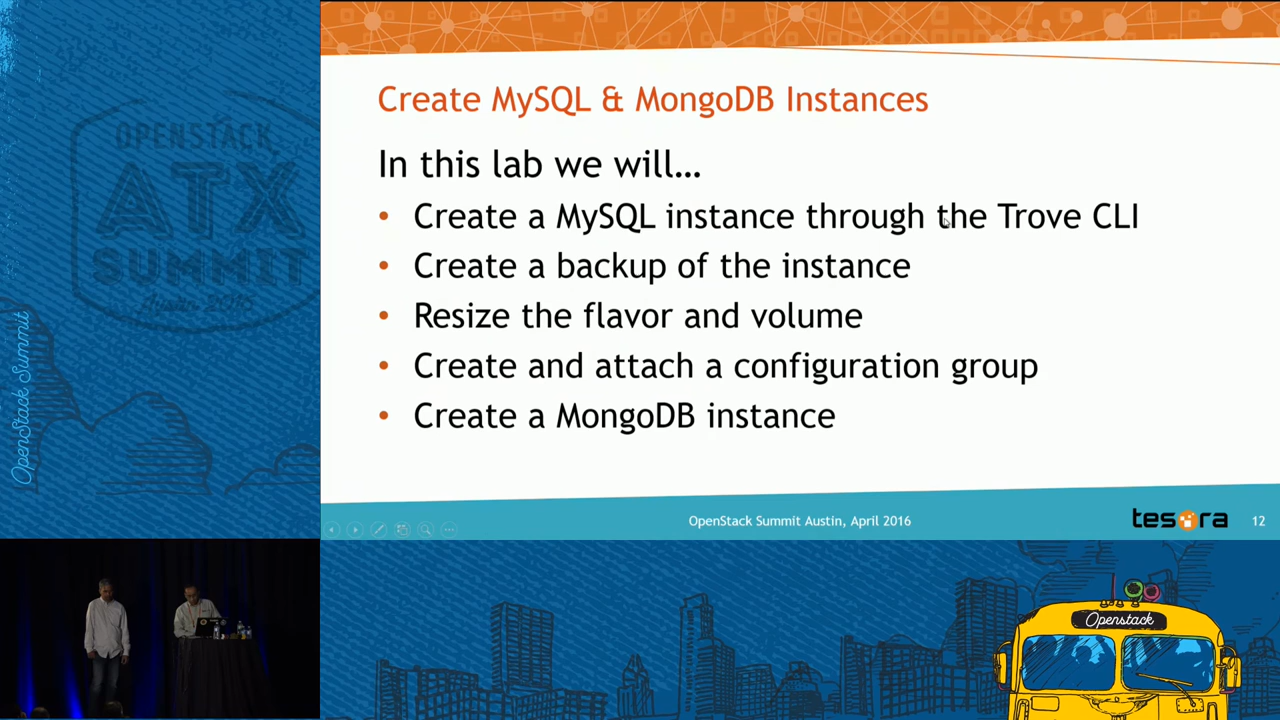 OPENSTACK
ATX
SUMMIT
Austin 2016
OpenStack Summit
Create MySQL & MongoDB Instances
In this lab we will…
• Create a MySQL instance through the Trove CLI
• Create a backup of the instance
• Resize the flavor and volume
• Create and attach a configuration group
• Create a MongoDB instance
OpenStack Summit Austin, April 2016
tesora
12
Openstack